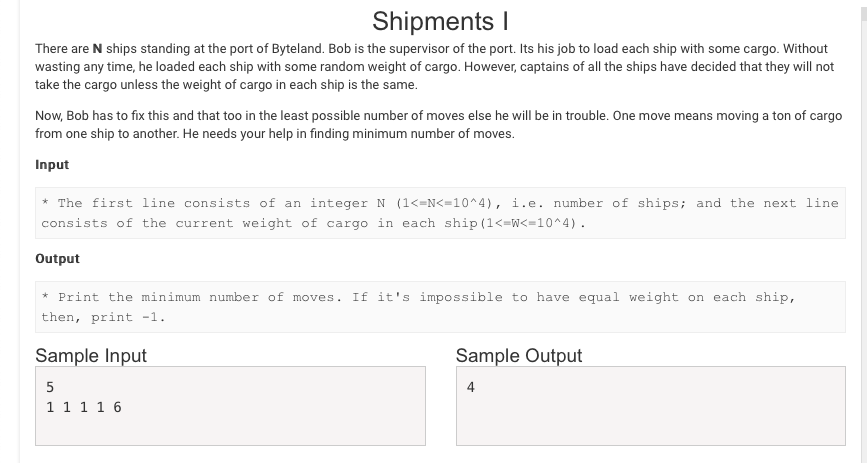 Shipments I
There are N ships standing at the port of Byteland. Bob is the supervisor of the port. Its his job to load each ship with some cargo. Without
wasting any time, he loaded each ship with some random weight of cargo. However, captains of all the ships have decided that they will not
take the cargo unless the weight of cargo in each ship is the same.
Now, Bob has to fix this and that too in the least possible number of moves else he will be in trouble. One move means moving a ton of cargo
from one ship to another. He needs your help in finding minimum number of moves.
Input
* The first line consists of an integer N (1<=N<=10^4), i.e. number of ships; and the next line
consists of the current weight of cargo in each ship(1<=W<=10^4).
Output
* Print the minimum number of moves. If it's impossible to have equal weight on each ship,
then, print -1.
Sample Input
5
1 1 1 1 6
Sample Output
4